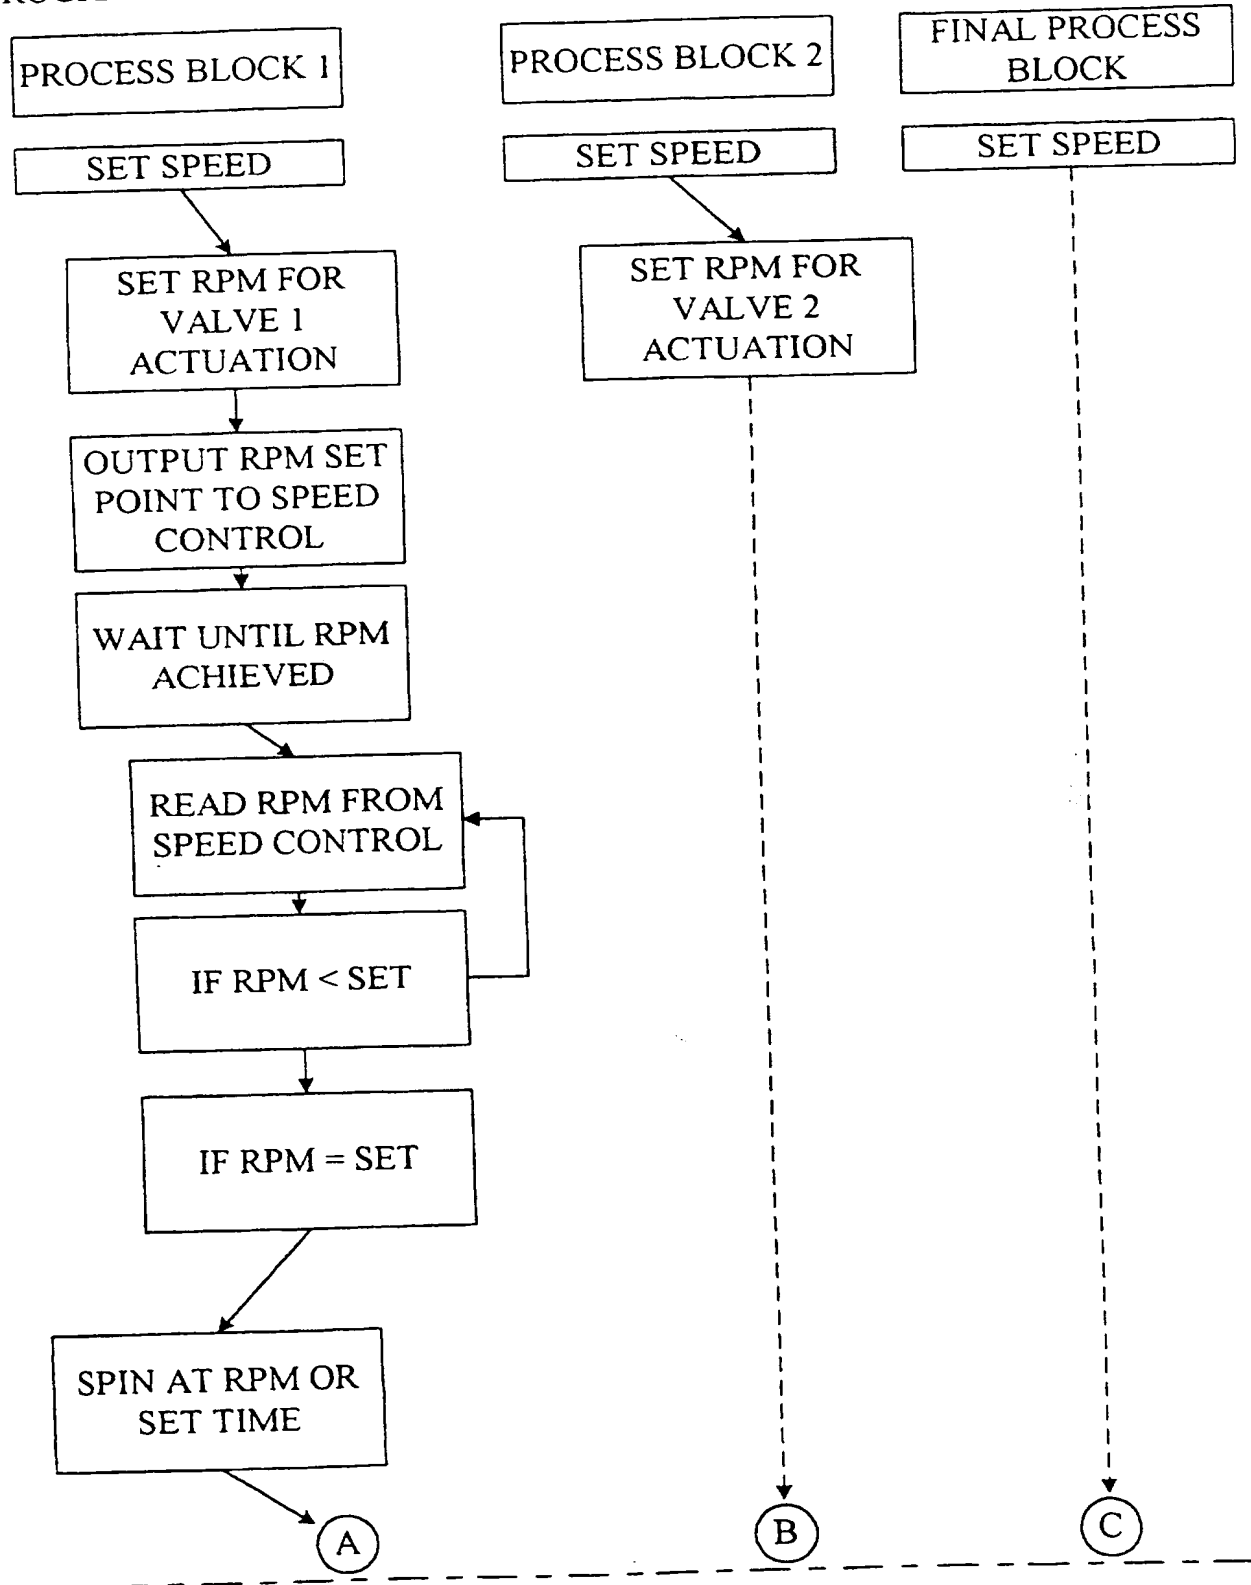 PROCESS BLOCK 1
SET SPEED
SET RPM FOR
VALVE 1
ACTUATION
OUTPUT RPM SET
POINT TO SPEED
CONTROL
WAIT UNTIL RPM
ACHIEVED
READ RPM FROM
SPEED CONTROL
IF RPM < SET
IF RPM = SET
SPIN AT RPM OR
SET TIME
A
PROCESS BLOCK 2
SET SPEED
SET RPM FOR
VALVE 2
ACTUATION
B
FINAL PROCESS
BLOCK
SET SPEED
C